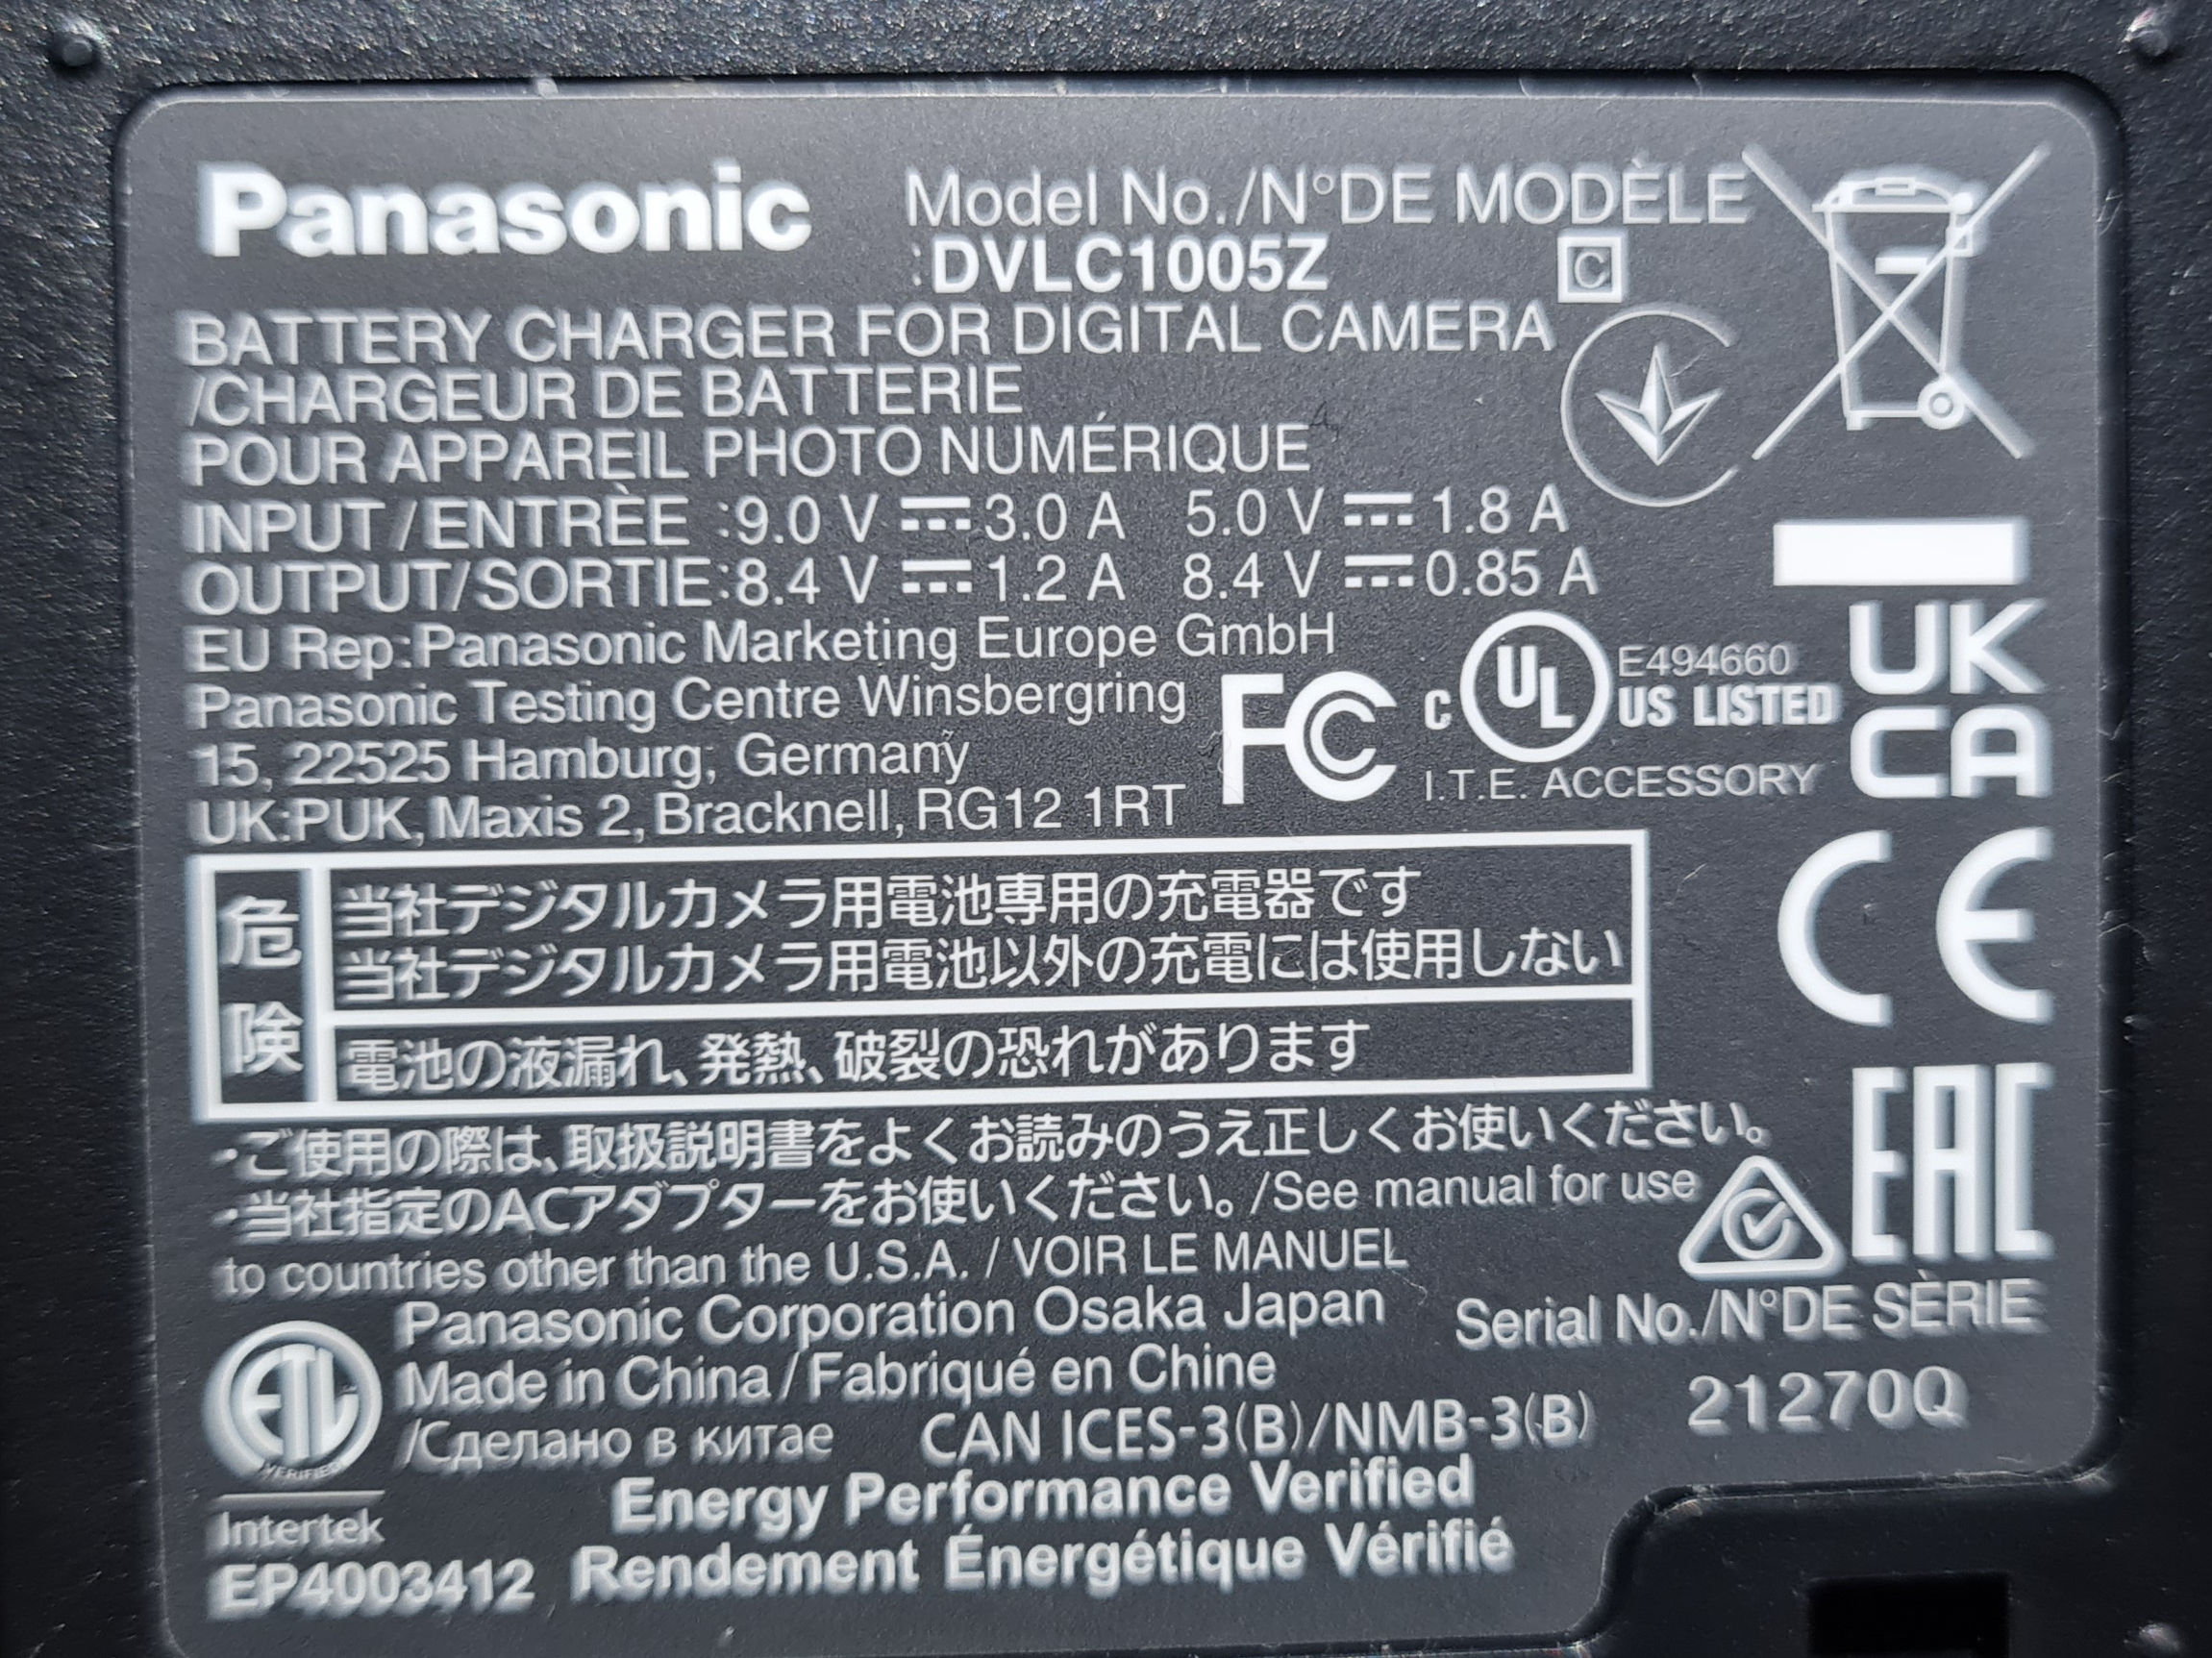 Panasonic
Model No./N°DE MODÈLE
:DVLC1005Z
C
BATTERY CHARGER FOR DIGITAL CAMERA
/CHARGEUR DE BATTERIE
POUR APPAREIL PHOTO NUMÉRIQUE
INPUT/ENTRÈE :9.0 V ⎓ 3.0 A 5.0 V ⎓ 1.8 A
OUTPUT/SORTIE:8.4 V ⎓ 1.2 A 8.4 V ⎓ 0.85 A
EU Rep:Panasonic Marketing Europe GmbH
Panasonic Testing Centre Winsbergring
15, 22525 Hamburg, Germany
UK:PUK, Maxis 2, Bracknell, RG12 1RT
FC
c UL US LISTED
E494660
I.T.E. ACCESSORY
UK
CA
CE
危険
当社デジタルカメラ用電池専用の充電器です
当社デジタルカメラ用電池以外の充電には使用しない
電池の液漏れ、発熱、破裂の恐れがあります
・ご使用の際は、取扱説明書をよくお読みのうえ正しくお使いください。
・当社指定のACアダプターをお使いください。/See manual for use
to countries other than the U.S.A. / VOIR LE MANUEL
EAC
Panasonic Corporation Osaka Japan
Made in China / Fabriqué en Chine
/Сделано в китае
CAN ICES-3(B)/NMB-3(B)
Serial No./N°DE SÈRIE
21270Q
ETL
VERIFIED
Intertek
EP4003412
Energy Performance Verified
Rendement Énergétique Vérifié